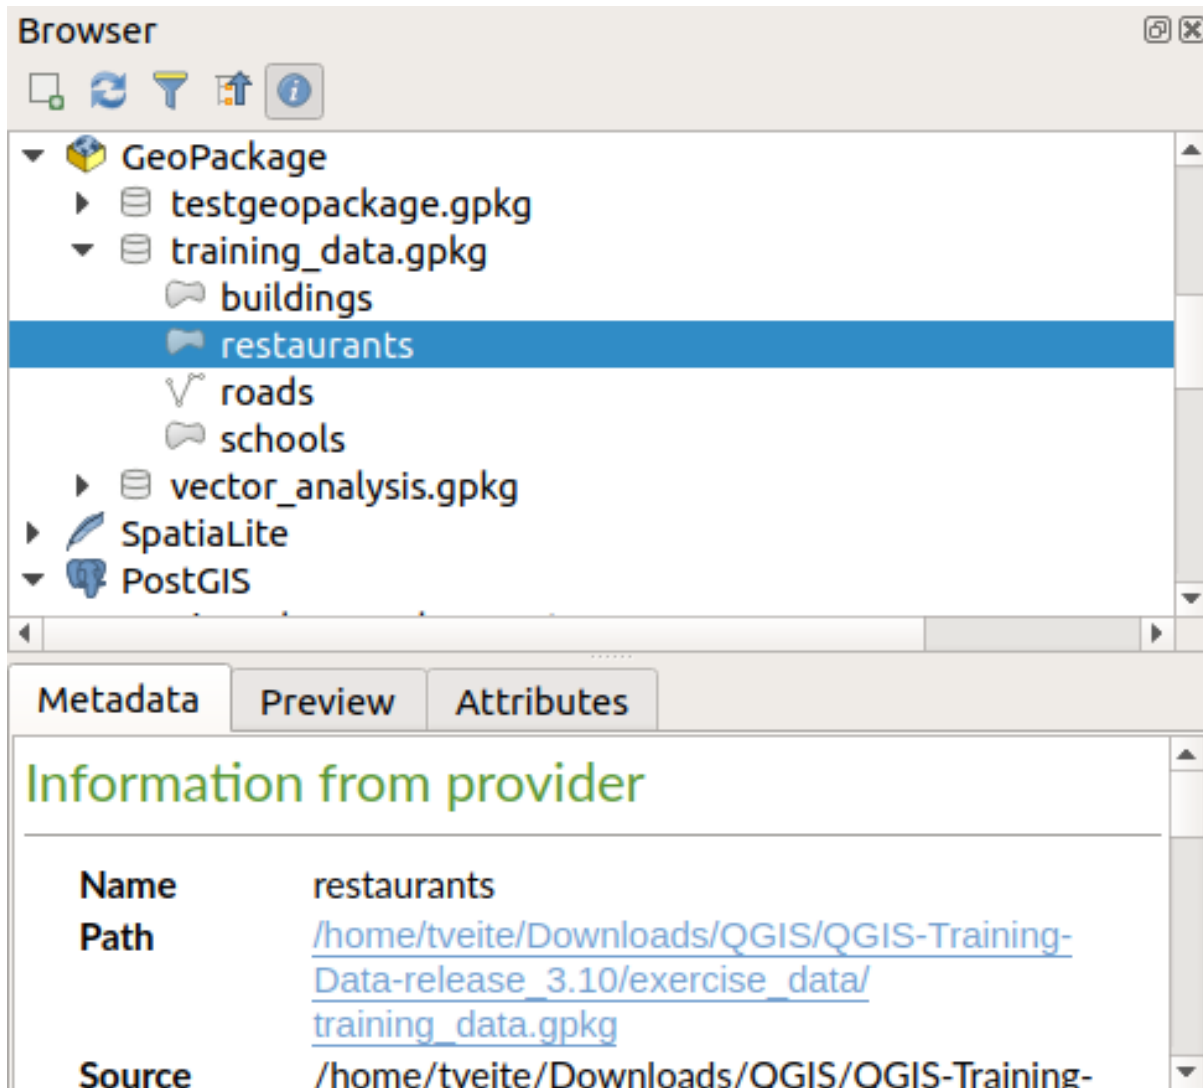 Browser
GeoPackage
testgeopackage.gpkg
training_data.gpkg
buildings
restaurants
roads
schools
vector_analysis.gpkg
SpatiaLite
PostGIS
Metadata Preview Attributes
Information from provider
Name restaurants
Path /home/tveite/Downloads/QGIS/QGIS-Training-
Data-release_3.10/exercise_data/
training_data.gpkg
Source /home/tveite/Downloads/QGIS/QGIS-Training-